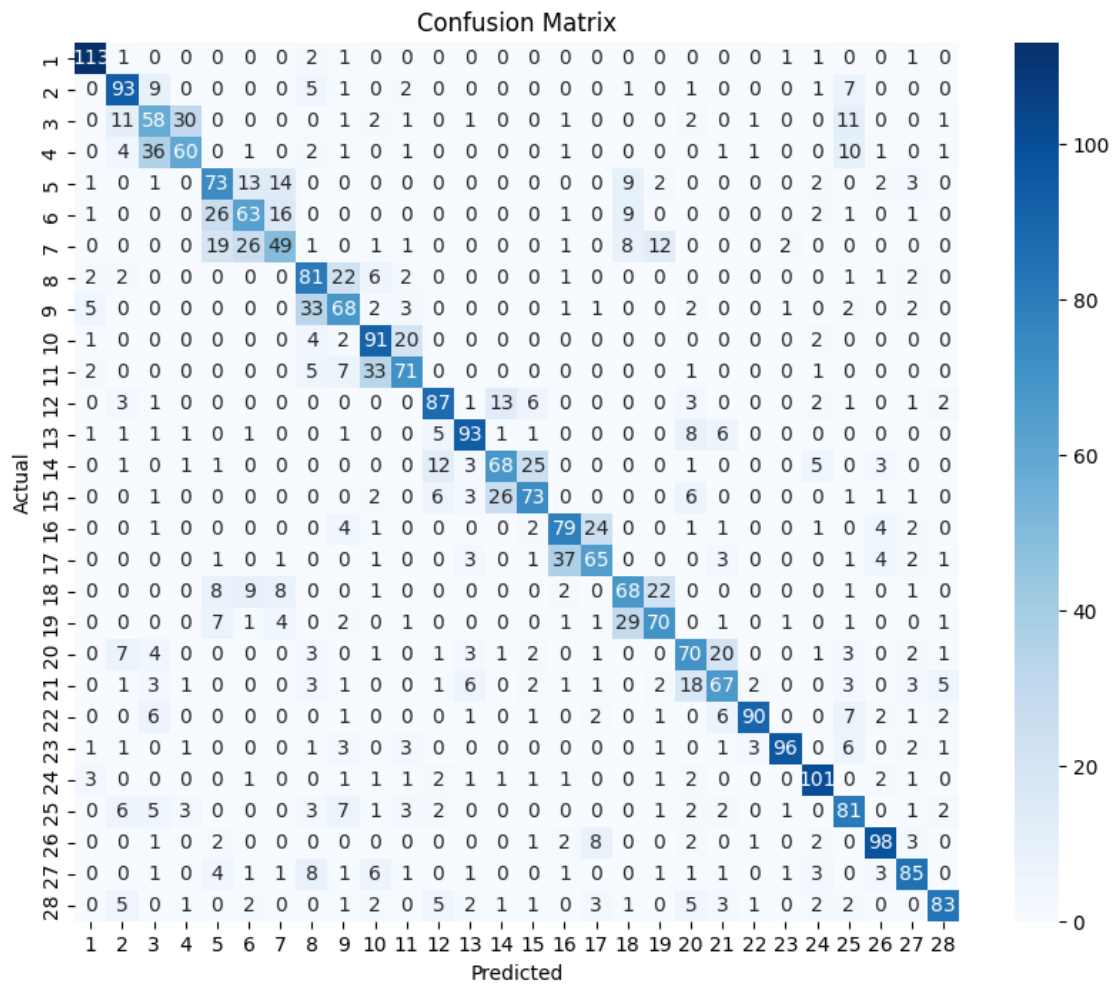 Confusion Matrix
1 113 1 0 0 0 0 0 2 1 0 0 0 0 0 0 0 0 0 0 0 0 0 1 1 0 0 1 0
2 0 93 9 0 0 0 0 5 1 0 2 0 0 0 0 0 0 1 0 1 0 0 0 1 7 0 0 0
3 0 11 58 30 0 0 0 0 1 2 1 0 1 0 0 1 0 0 0 2 0 1 0 0 11 0 0 1
4 0 4 36 60 0 1 0 2 1 0 1 0 0 0 0 1 0 0 0 0 1 1 0 0 10 1 0 1
5 1 0 1 0 73 13 14 0 0 0 0 0 0 0 0 0 0 9 2 0 0 0 0 2 0 2 3 0
6 1 0 0 0 26 63 16 0 0 0 0 0 0 0 0 1 0 9 0 0 0 0 0 2 1 0 1 0
7 0 0 0 0 19 26 49 1 0 1 1 0 0 0 0 1 0 8 12 0 0 0 2 0 0 0 0 0
8 2 2 0 0 0 0 0 81 22 6 2 0 0 0 0 0 0 0 0 0 0 0 0 0 1 1 2 0
9 5 0 0 0 0 0 0 33 68 2 3 0 0 0 0 1 1 0 0 2 0 0 1 0 2 0 2 0
10 1 0 0 0 0 0 0 4 2 91 20 0 0 0 0 0 0 0 0 0 0 0 0 2 0 0 0 0
11 2 0 0 0 0 0 0 5 7 33 71 0 0 0 0 0 0 0 0 1 0 0 0 1 0 0 0 0
12 0 3 1 0 0 0 0 0 0 0 0 87 1 13 6 0 0 0 0 3 0 0 0 2 1 0 1 2
13 1 1 1 1 0 1 0 0 1 0 0 5 93 1 1 0 0 0 0 8 6 0 0 0 0 0 0 0
14 0 1 0 1 1 0 0 0 0 0 0 12 3 68 25 0 0 0 0 1 0 0 0 5 0 3 0 0
15 0 0 1 0 0 0 0 0 0 2 0 6 3 26 73 0 0 0 0 6 0 0 0 0 1 1 1 0
16 0 0 1 0 0 0 0 0 4 1 0 0 0 0 2 79 24 0 0 1 1 0 0 1 0 4 2 0
17 0 0 0 0 1 0 1 0 0 1 0 0 3 0 1 37 65 0 0 0 3 0 0 0 1 4 2 1
18 0 0 0 0 8 9 8 0 0 1 0 0 0 0 0 2 0 68 22 0 0 0 0 0 1 0 1 0
19 0 0 0 0 7 1 4 0 2 0 1 0 0 0 0 1 1 29 70 0 1 0 1 0 1 0 0 1
20 0 7 4 0 0 0 0 3 0 1 0 1 3 1 2 0 1 0 0 70 20 0 0 1 3 0 2 1
21 0 1 3 1 0 0 0 3 1 0 0 1 6 0 2 1 1 0 2 18 67 2 0 0 3 0 3 5
22 0 0 6 0 0 0 0 0 1 0 0 0 1 0 1 0 2 0 1 0 6 90 0 0 7 2 1 2
23 1 1 0 1 0 0 0 1 3 0 3 0 0 0 0 0 0 0 1 0 1 3 96 0 6 0 2 1
24 3 0 0 0 0 1 0 0 1 1 1 2 1 1 1 1 0 0 1 2 0 0 0 101 0 2 1 0
25 0 6 5 3 0 0 0 3 7 1 3 2 0 0 0 0 0 0 1 2 2 0 1 0 81 0 1 2
26 0 0 1 0 2 0 0 0 0 0 0 0 0 0 1 2 8 0 0 2 0 1 0 2 0 98 3 0
27 0 0 1 0 4 1 1 8 1 6 0 1 0 1 0 0 0 1 1 1 1 0 1 3 0 3 85 0
28 0 5 0 1 0 2 0 0 1 2 0 5 2 1 1 0 3 1 0 5 3 1 0 2 2 0 0 83
1 2 3 4 5 6 7 8 9 10 11 12 13 14 15 16 17 18 19 20 21 22 23 24 25 26 27 28
Predicted
Actual
100
80
60
40
20
0